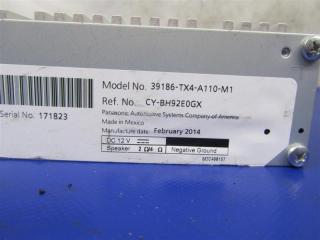 Model No. 39186-TX4-A110-M1
Ref. No. CY-BH92E0GX
Panasonic Automotive Systems Company of America
Made in Mexico
Serial No. 171823
Manufacture date: February 2014
DC 12 V
Speaker 2 Ω/4 Ω Negative Ground